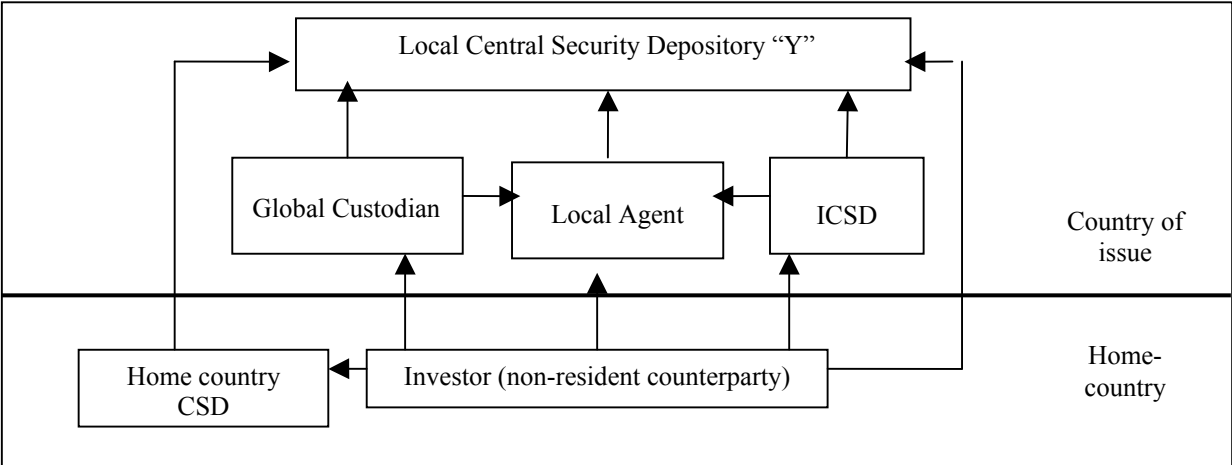 Local Central Security Depository “Y”
Global Custodian
Local Agent
ICSD
Country of
issue
Home country
CSD
Investor (non-resident counterparty)
Home-
country